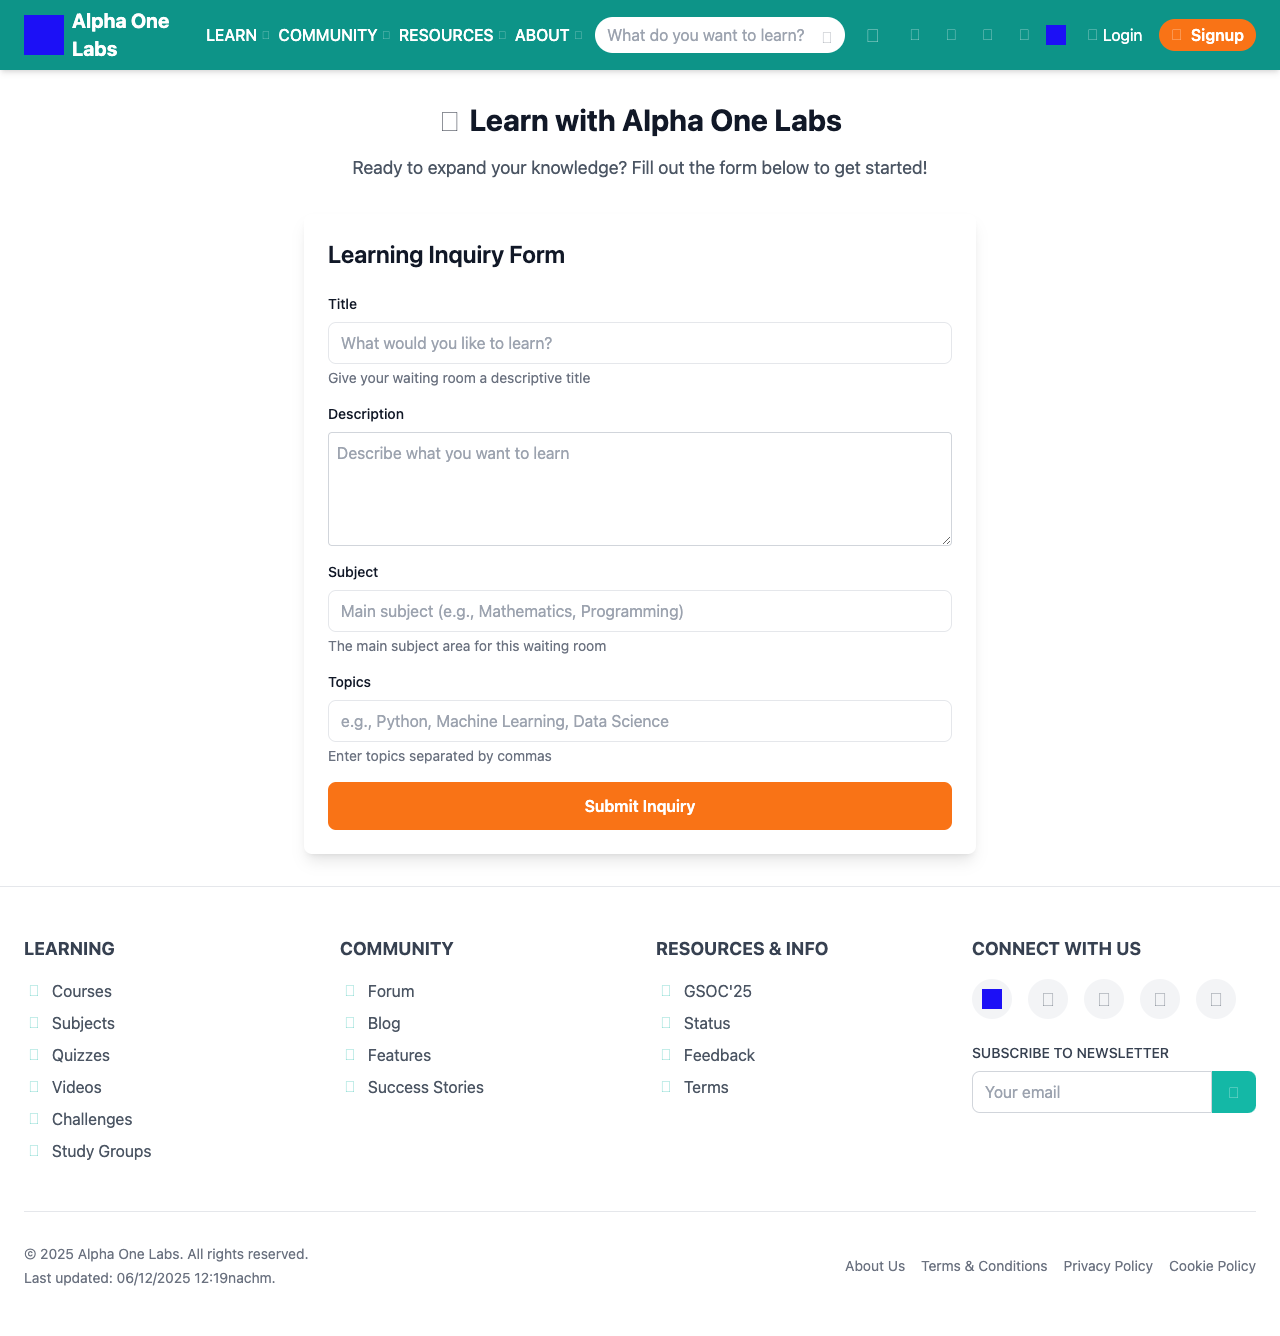 Alpha One
Labs
LEARN COMMUNITY RESOURCES ABOUT What do you want to learn? Login Signup
Learn with Alpha One Labs
Ready to expand your knowledge? Fill out the form below to get started!
Learning Inquiry Form
Title
What would you like to learn?
Give your waiting room a descriptive title
Description
Describe what you want to learn
Subject
Main subject (e.g., Mathematics, Programming)
The main subject area for this waiting room
Topics
e.g., Python, Machine Learning, Data Science
Enter topics separated by commas
Submit Inquiry
LEARNING
Courses
Subjects
Quizzes
Videos
Challenges
Study Groups
COMMUNITY
Forum
Blog
Features
Success Stories
RESOURCES & INFO
GSOC'25
Status
Feedback
Terms
CONNECT WITH US
SUBSCRIBE TO NEWSLETTER
Your email
© 2025 Alpha One Labs. All rights reserved.
Last updated: 06/12/2025 12:19nachm.
About Us Terms & Conditions Privacy Policy Cookie Policy